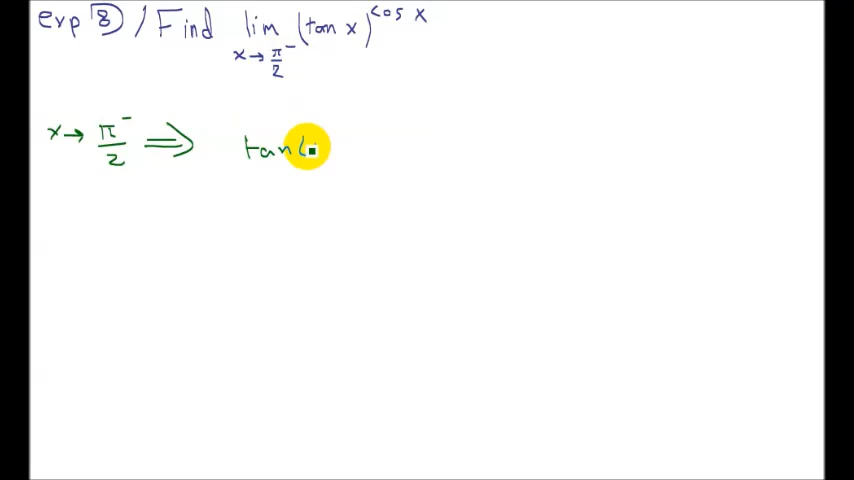 exp 8 / Find lim x→π/2⁻ (tan x)^cos x
x→ π/2⁻ ⇒ tan(